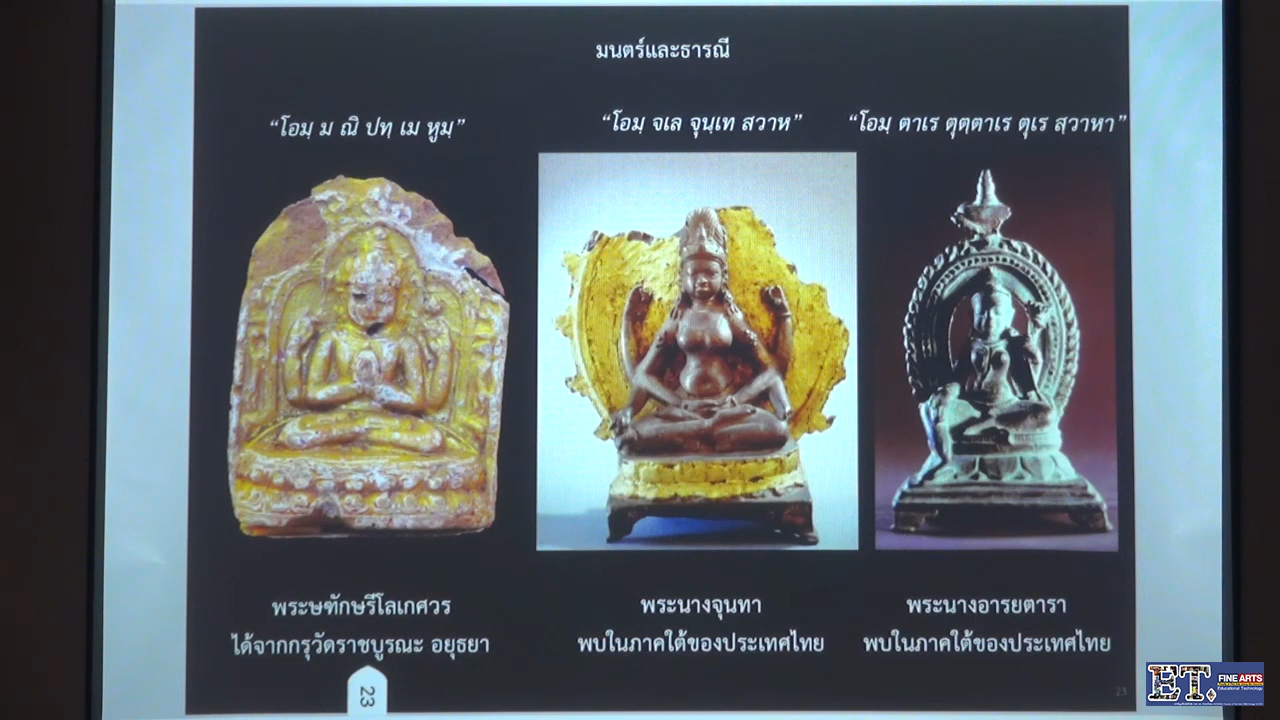 มนตร์และธารณี
“โอมฺ ม ณิ ปทฺ เม หูมฺ”
“โอมฺ จเล จุนฺเท สวาห”
“โอมฺ ตาเร ตุตฺตาเร ตุเร สฺวาหา”
พระษฑักษรีโลเกศวร
ได้จากกรุวัดราชบูรณะ อยุธยา
พระนางจุนทา
พบในภาคใต้ของประเทศไทย
พระนางอารยตารา
พบในภาคใต้ของประเทศไทย
23
23
ET.
FINE ARTS
Educational Technology